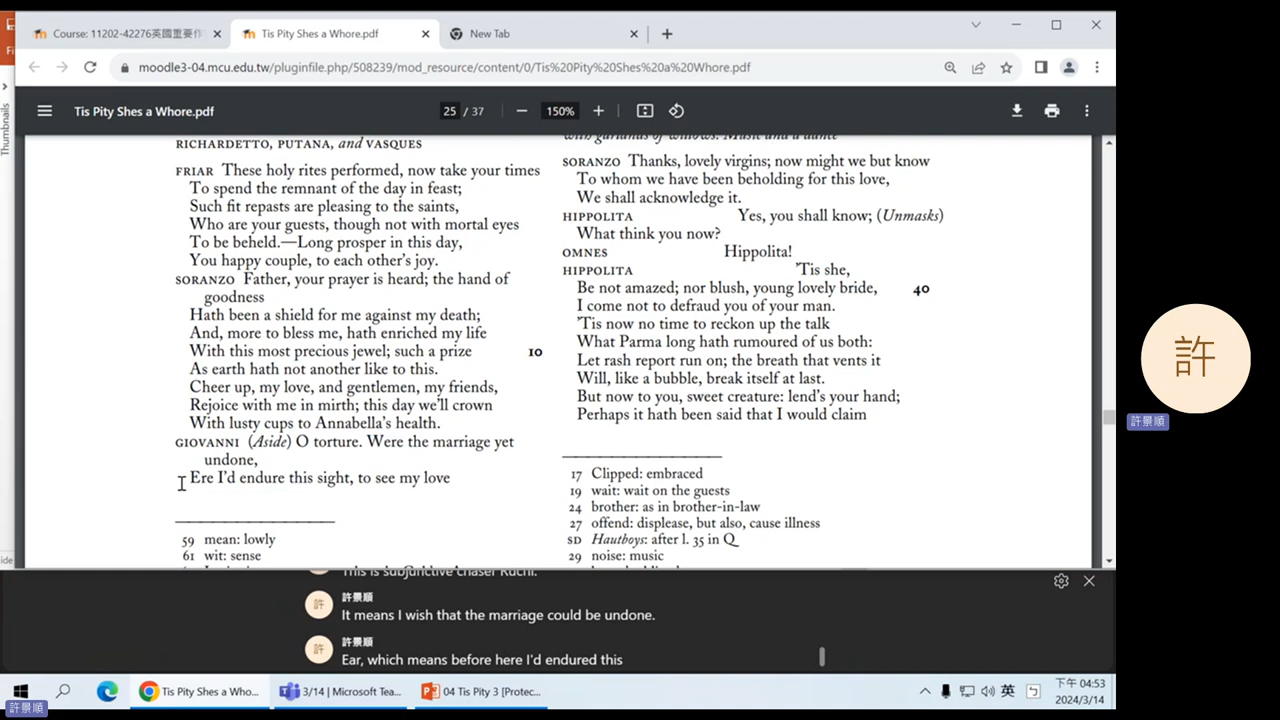 Course: 11202-42276英國重要作
Tis Pity Shes a Whore.pdf
New Tab
moodle3-04.mcu.edu.tw/pluginfile.php/508239/mod_resource/content/0/Tis%20Pity%20Shes%20a%20Whore.pdf
Thumbnails
Tis Pity Shes a Whore.pdf
25 / 37
150%
RICHARDETTO, PUTANA, and VASQUES
FRIAR These holy rites performed, now take your times
To spend the remnant of the day in feast;
Such fit repasts are pleasing to the saints,
Who are your guests, though not with mortal eyes
To be beheld.—Long prosper in this day,
You happy couple, to each other's joy.
SORANZO Father, your prayer is heard; the hand of
goodness
Hath been a shield for me against my death;
And, more to bless me, hath enriched my life
With this most precious jewel; such a prize 10
As earth hath not another like to this.
Cheer up, my love, and gentlemen, my friends,
Rejoice with me in mirth; this day we'll crown
With lusty cups to Annabella's health.
GIOVANNI (Aside) O torture. Were the marriage yet
undone,
Ere I'd endure this sight, to see my love
59 mean: lowly
61 wit: sense
with garlands of willows. Music and a dance
SORANZO Thanks, lovely virgins; now might we but know
To whom we have been beholding for this love,
We shall acknowledge it.
HIPPOLITA Yes, you shall know; (Unmasks)
What think you now?
OMNES Hippolita!
HIPPOLITA 'Tis she,
Be not amazed; nor blush, young lovely bride, 40
I come not to defraud you of your man.
'Tis now no time to reckon up the talk
What Parma long hath rumoured of us both:
Let rash report run on; the breath that vents it
Will, like a bubble, break itself at last.
But now to you, sweet creature: lend's your hand;
Perhaps it hath been said that I would claim
17 Clipped: embraced
19 wait: wait on the guests
24 brother: as in brother-in-law
27 offend: displease, but also, cause illness
SD Hautboys: after l. 35 in Q
29 noise: music
許
許景順
This is subjunctive chaser Ruchi.
許
許景順
It means I wish that the marriage could be undone.
許
許景順
Ear, which means before here I'd endured this
Tis Pity She's a Who...
3/14 | Microsoft Tea...
04 Tis Pity 3 [Protec...
英
下午 04:53
2024/3/14
許景順